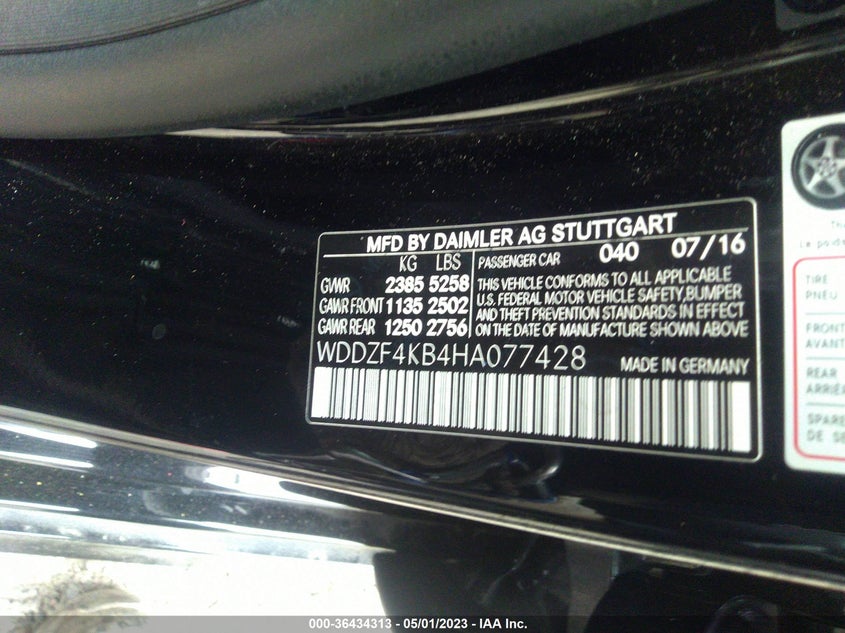 MFD BY DAIMLER AG STUTTGART
KG LBS
GVWR 2385 5258
GAWR FRONT 1135 2502
GAWR REAR 1250 2756
PASSENGER CAR 040 07/16
THIS VEHICLE CONFORMS TO ALL APPLICABLE
U.S. FEDERAL MOTOR VEHICLE SAFETY,BUMPER
AND THEFT PREVENTION STANDARDS IN EFFECT
ON THE DATE OF MANUFACTURE SHOWN ABOVE
WDDZF4KB4HA077428 MADE IN GERMANY
TIRE
PNEU
FRONT
AVANT
REAR
SPARE
DE
000-36434313 - 05/01/2023 - IAA Inc.